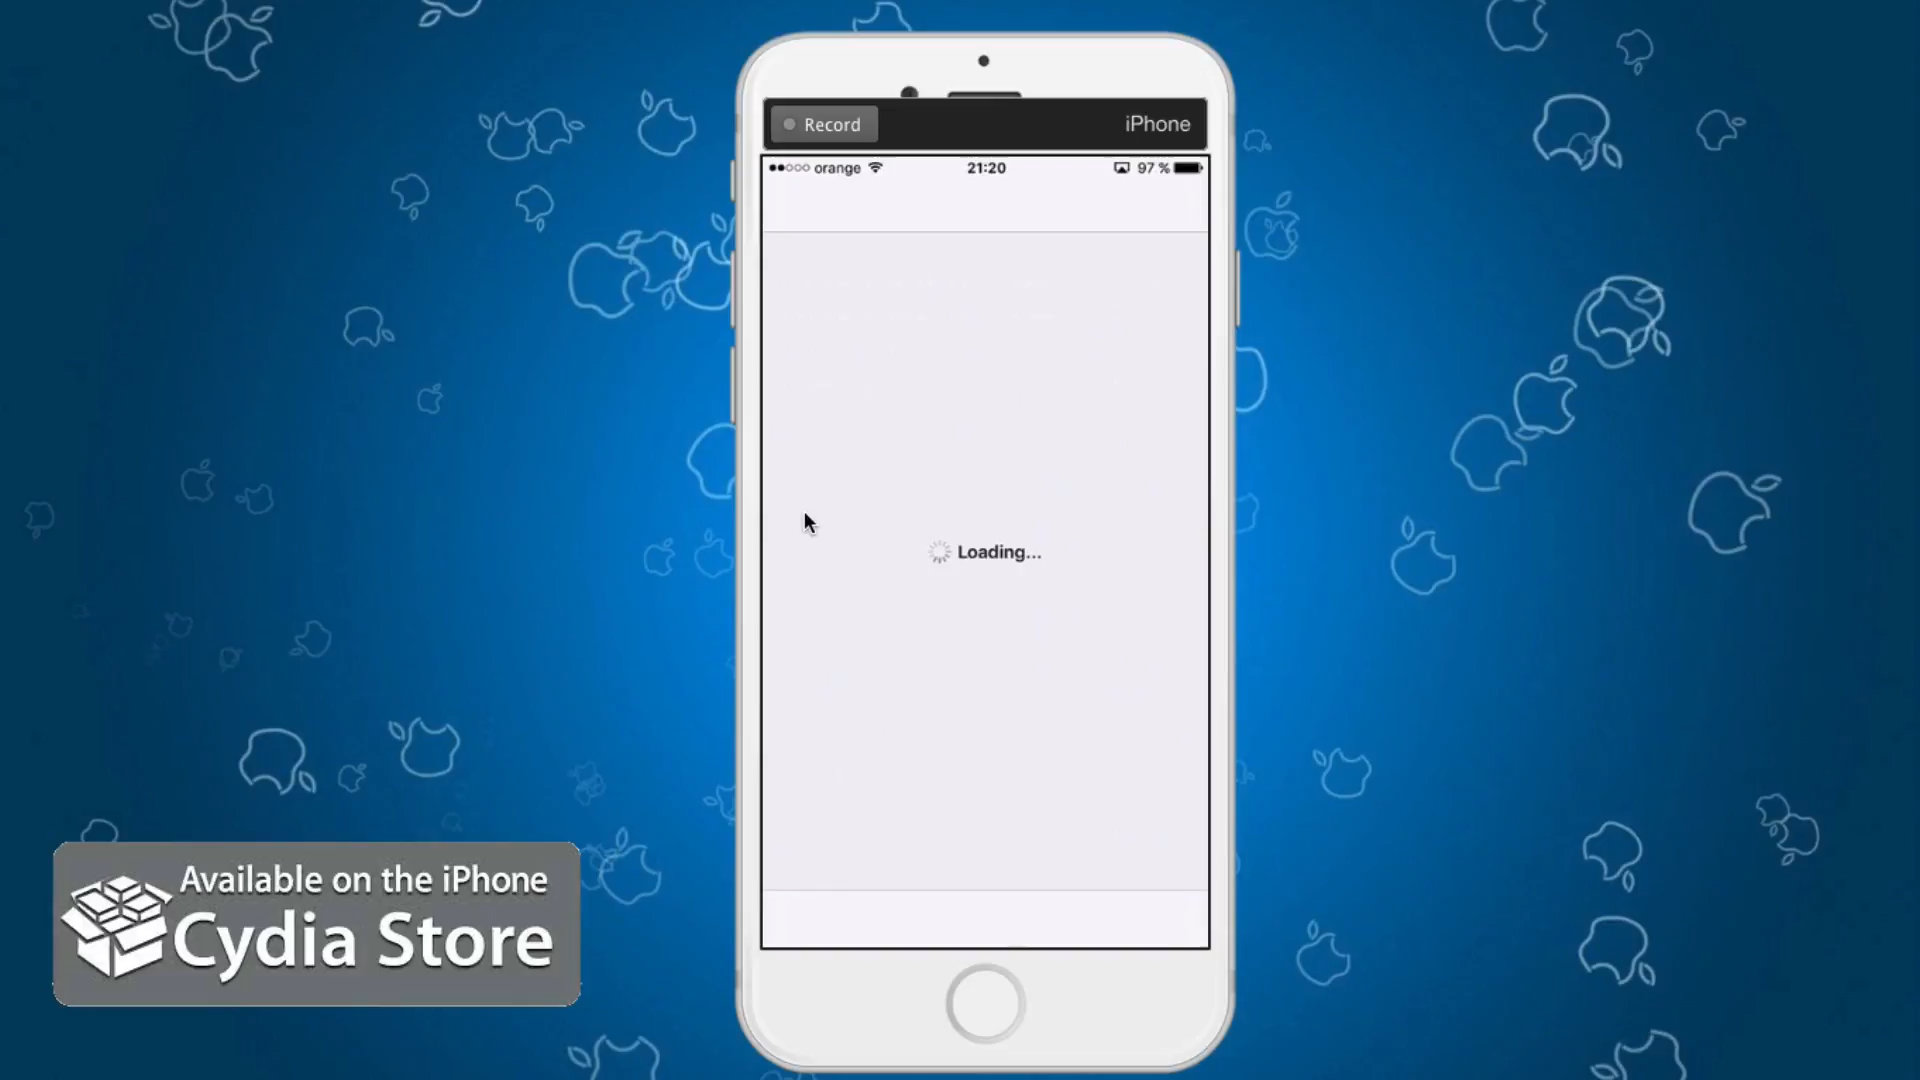 Record
iPhone
orange 21:20 97 %
Loading...
Available on the iPhone
Cydia Store